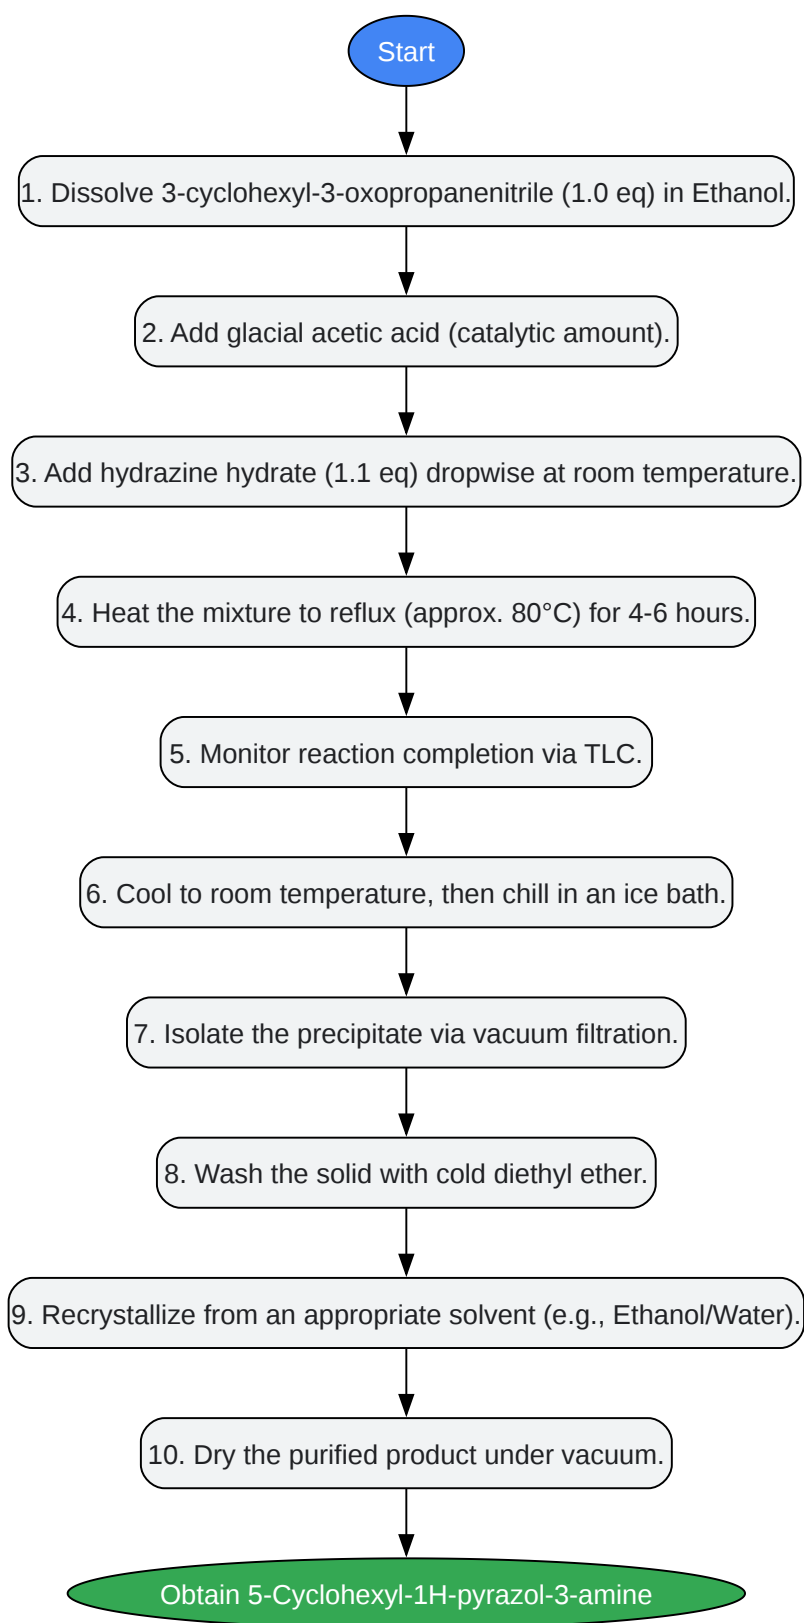 Start
1. Dissolve 3-cyclohexyl-3-oxopropanenitrile (1.0 eq) in Ethanol.
2. Add glacial acetic acid (catalytic amount).
3. Add hydrazine hydrate (1.1 eq) dropwise at room temperature.
4. Heat the mixture to reflux (approx. 80°C) for 4-6 hours.
5. Monitor reaction completion via TLC.
6. Cool to room temperature, then chill in an ice bath.
7. Isolate the precipitate via vacuum filtration.
8. Wash the solid with cold diethyl ether.
9. Recrystallize from an appropriate solvent (e.g., Ethanol/Water).
10. Dry the purified product under vacuum.
Obtain 5-Cyclohexyl-1H-pyrazol-3-amine